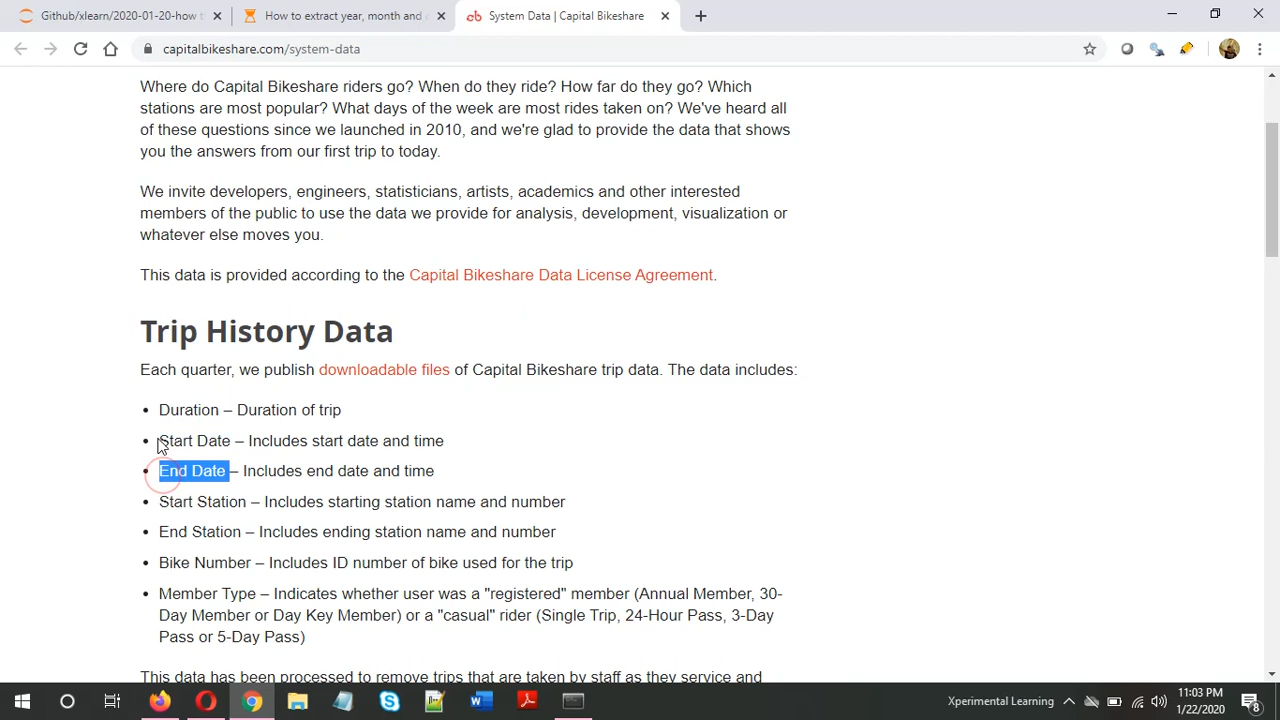 Github/xlearn/2020-01-20-how t
How to extract year, month and
System Data | Capital Bikeshare
capitalbikeshare.com/system-data
Where do Capital Bikeshare riders go? When do they ride? How far do they go? Which
stations are most popular? What days of the week are most rides taken on? We've heard all
of these questions since we launched in 2010, and we're glad to provide the data that shows
you the answers from our first trip to today.
We invite developers, engineers, statisticians, artists, academics and other interested
members of the public to use the data we provide for analysis, development, visualization or
whatever else moves you.
This data is provided according to the Capital Bikeshare Data License Agreement.
Trip History Data
Each quarter, we publish downloadable files of Capital Bikeshare trip data. The data includes:
• Duration – Duration of trip
• Start Date – Includes start date and time
• End Date – Includes end date and time
• Start Station – Includes starting station name and number
• End Station – Includes ending station name and number
• Bike Number – Includes ID number of bike used for the trip
• Member Type – Indicates whether user was a "registered" member (Annual Member, 30-
Day Member or Day Key Member) or a "casual" rider (Single Trip, 24-Hour Pass, 3-Day
Pass or 5-Day Pass)
This data has been processed to remove trips that are taken by staff as they service and
Xperimental Learning
11:03 PM
1/22/2020
8